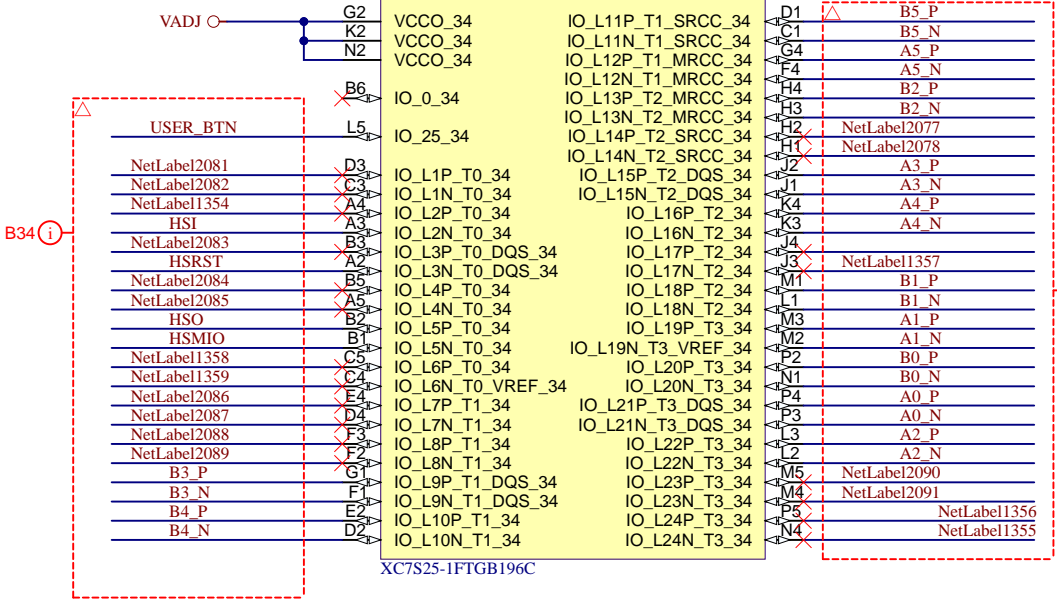 VADJ G2 VCCO_34 IO_L11P_T1_SRCC_34 D1 B5_P
K2 VCCO_34 IO_L11N_T1_SRCC_34 C1 B5_N
N2 VCCO_34 IO_L12P_T1_MRCC_34 G4 A5_P
IO_L12N_T1_MRCC_34 F4 A5_N
B6 IO_0_34 IO_L13P_T2_MRCC_34 H4 B2_P
IO_L13N_T2_MRCC_34 H3 B2_N
USER_BTN L5 IO_25_34 IO_L14P_T2_SRCC_34 H2 NetLabel2077
IO_L14N_T2_SRCC_34 H1 NetLabel2078
NetLabel2081 D3 IO_L1P_T0_34 IO_L15P_T2_DQS_34 J2 A3_P
NetLabel2082 C3 IO_L1N_T0_34 IO_L15N_T2_DQS_34 J1 A3_N
NetLabel1354 A4 IO_L2P_T0_34 IO_L16P_T2_34 K4 A4_P
B34 i HSI A3 IO_L2N_T0_34 IO_L16N_T2_34 K3 A4_N
NetLabel2083 B3 IO_L3P_T0_DQS_34 IO_L17P_T2_34 J4
HSRST A2 IO_L3N_T0_DQS_34 IO_L17N_T2_34 J3 NetLabel1357
NetLabel2084 B5 IO_L4P_T0_34 IO_L18P_T2_34 M1 B1_P
NetLabel2085 A5 IO_L4N_T0_34 IO_L18N_T2_34 L1 B1_N
HSO B2 IO_L5P_T0_34 IO_L19P_T3_34 M3 A1_P
HSMIO B1 IO_L5N_T0_34 IO_L19N_T3_VREF_34 M2 A1_N
NetLabel1358 C5 IO_L6P_T0_34 IO_L20P_T3_34 P2 B0_P
NetLabel1359 C4 IO_L6N_T0_VREF_34 IO_L20N_T3_34 N1 B0_N
NetLabel2086 E4 IO_L7P_T1_34 IO_L21P_T3_DQS_34 P4 A0_P
NetLabel2087 D4 IO_L7N_T1_34 IO_L21N_T3_DQS_34 P3 A0_N
NetLabel2088 F3 IO_L8P_T1_34 IO_L22P_T3_34 L3 A2_P
NetLabel2089 F2 IO_L8N_T1_34 IO_L22N_T3_34 L2 A2_N
B3_P G1 IO_L9P_T1_DQS_34 IO_L23P_T3_34 M5 NetLabel2090
B3_N F1 IO_L9N_T1_DQS_34 IO_L23N_T3_34 M4 NetLabel2091
B4_P E2 IO_L10P_T1_34 IO_L24P_T3_34 P5 NetLabel1356
B4_N D2 IO_L10N_T1_34 IO_L24N_T3_34 N4 NetLabel1355
XC7S25-1FTGB196C